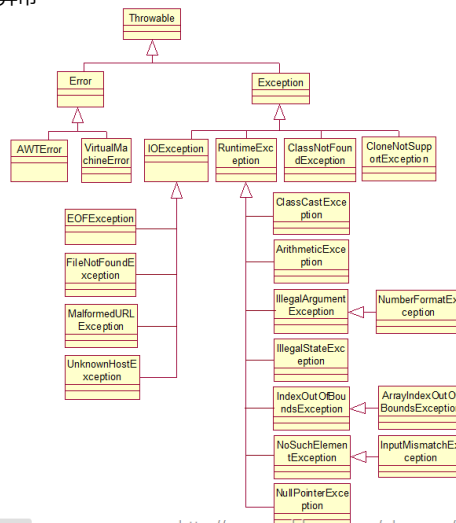 Throwable
Error
Exception
AWTError
VirtualMa
chineError
IOException
RuntimeExc
eption
ClassNotFoun
dException
CloneNotSupp
ortException
EOFException
FileNotFoundE
xception
MalformedURL
Exception
UnknownHostE
xception
ClassCastExce
ption
ArithmeticExce
ption
IllegalArgument
Exception
NumberFormatEx
ception
IllegalStateExc
eption
IndexOutOfBou
ndsException
ArrayIndexOutO
BoundsException
NoSuchElemen
tException
InputMismatchEx
ception
NullPointerExce
ption